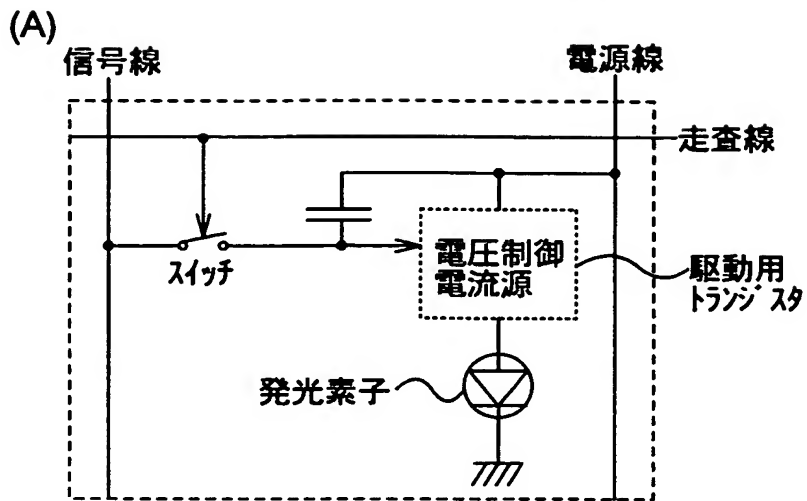 (A)
信号線
電源線
走査線
スイッチ
電圧制御
電流源
駆動用
トランジスタ
発光素子